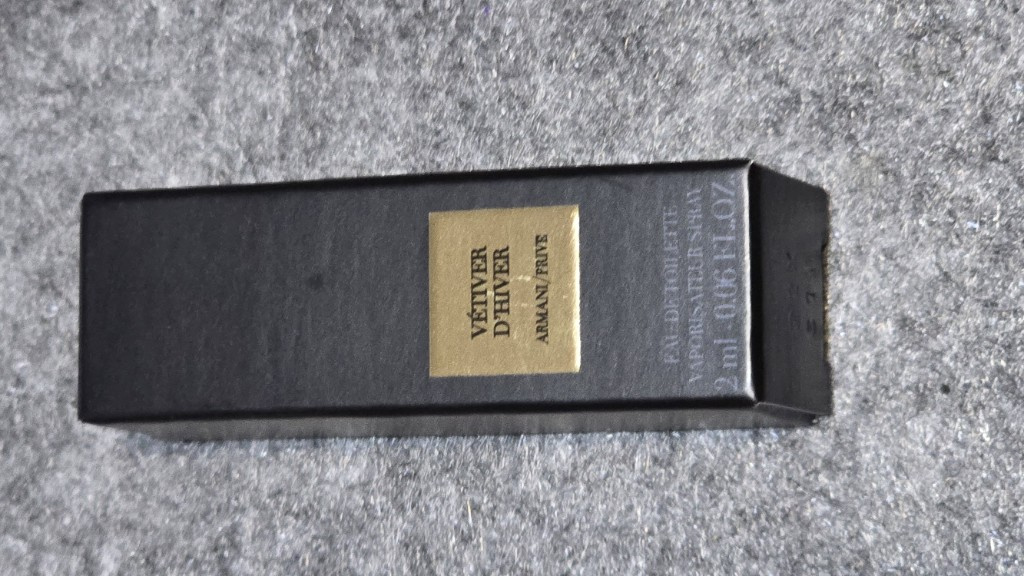 VÉTIVER
D'HIVER
ARMANI/PRIVÉ
EAU DE TOILETTE
VAPORISATEUR SPRAY
2 ml 0.06 FL.OZ